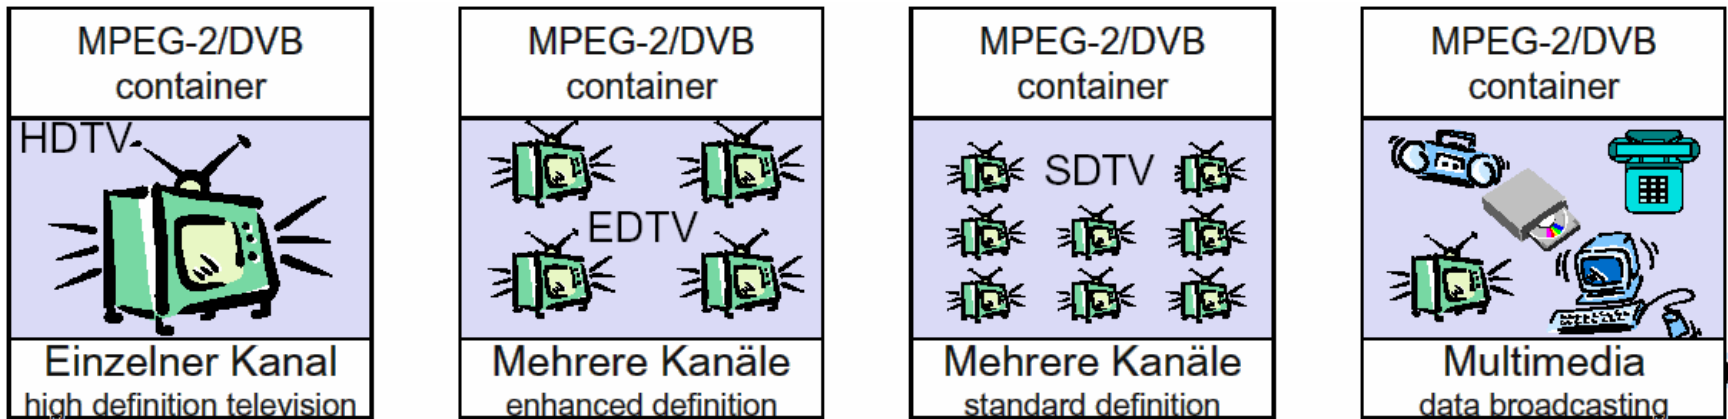 MPEG-2/DVB
container
HDTV
Einzelner Kanal
high definition television
MPEG-2/DVB
container
EDTV
Mehrere Kanäle
enhanced definition
MPEG-2/DVB
container
SDTV
Mehrere Kanäle
standard definition
MPEG-2/DVB
container
Multimedia
data broadcasting